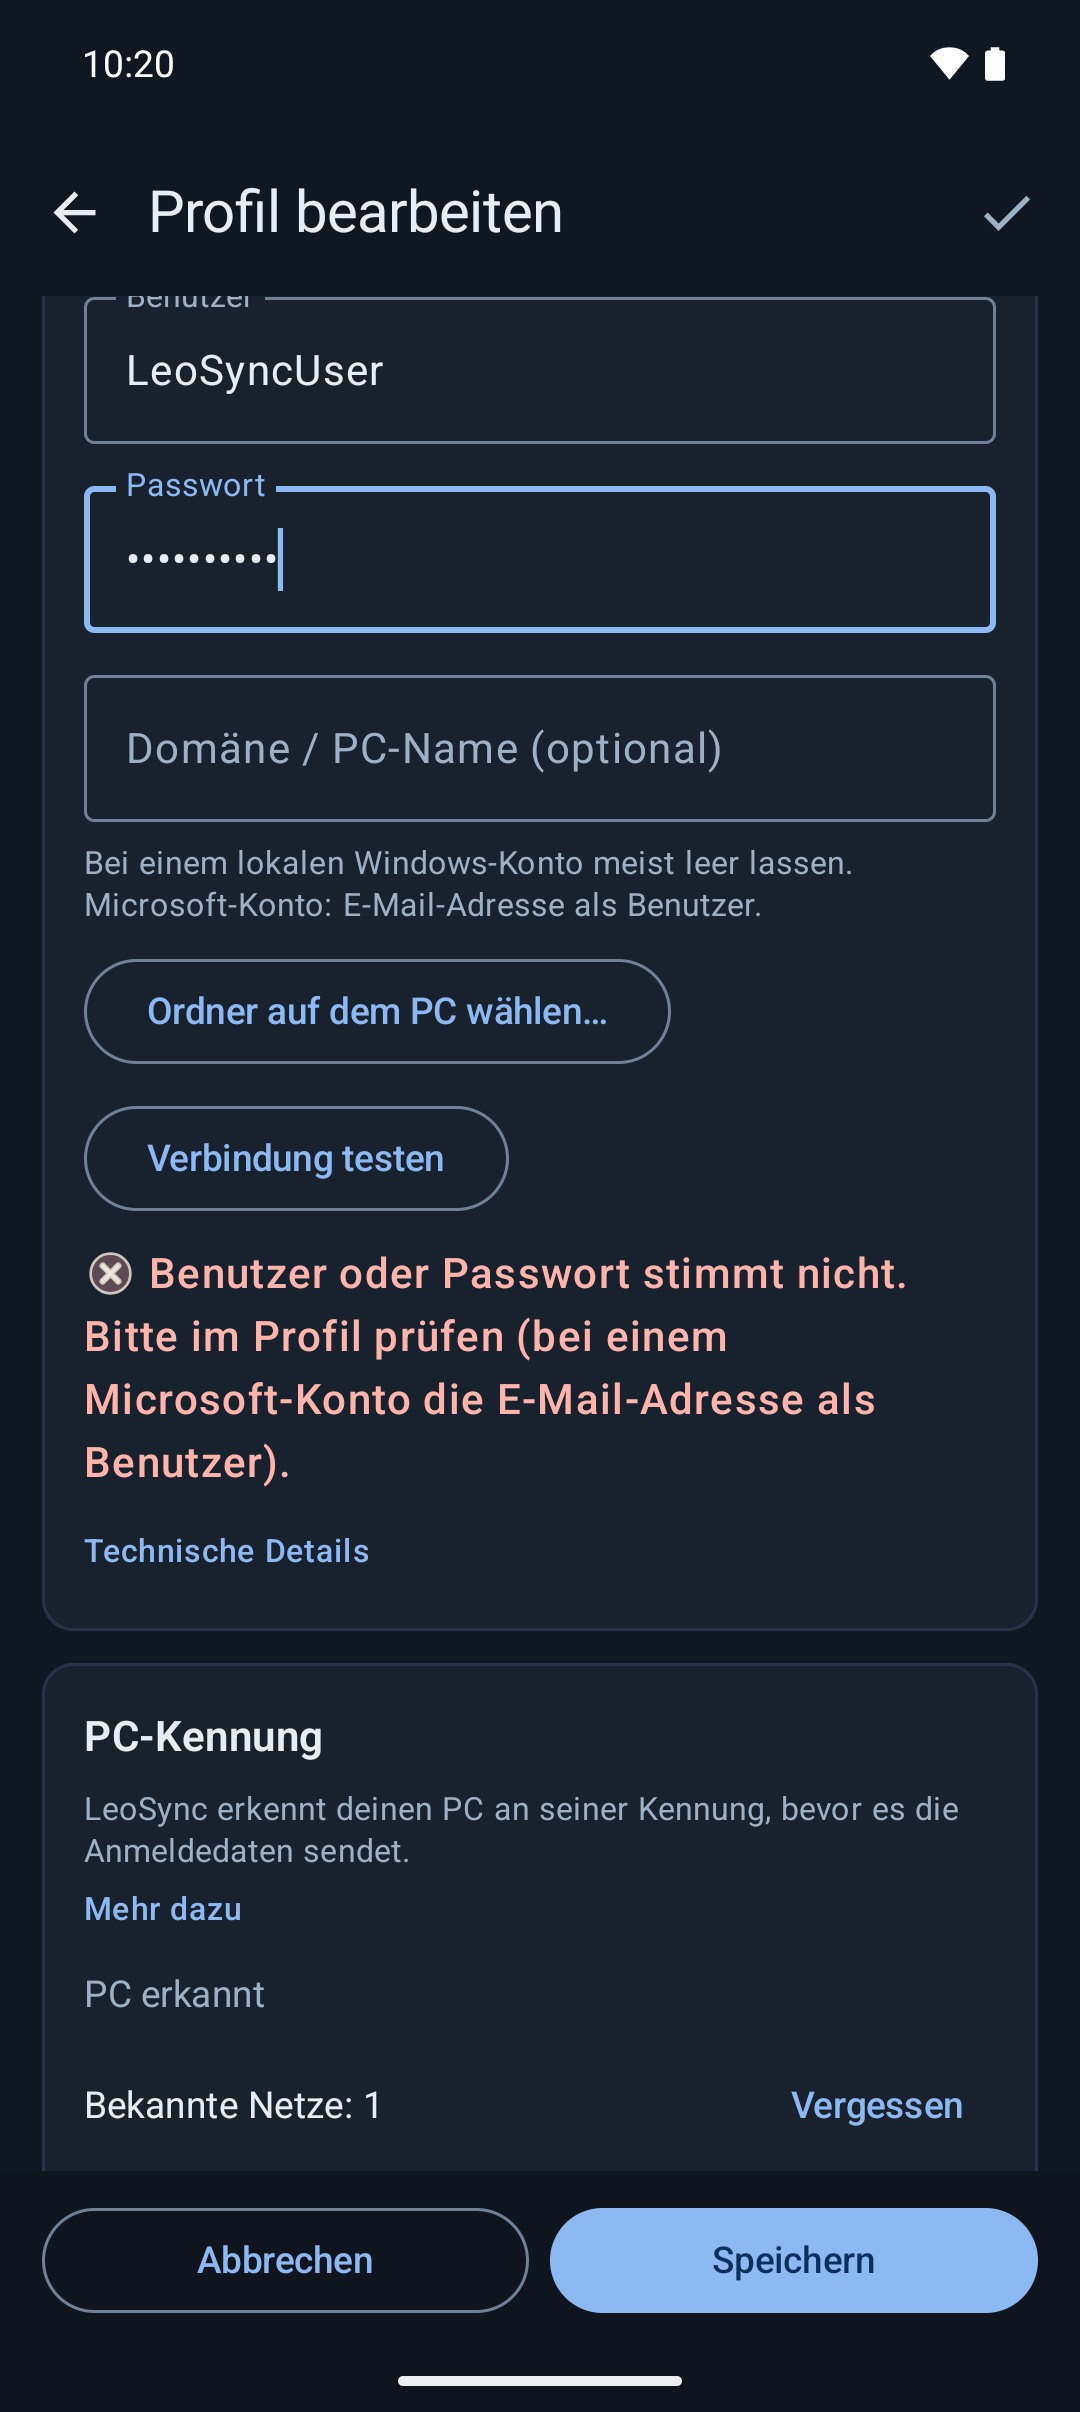 10:20
Profil bearbeiten
Benutzer
LeoSyncUser
Passwort
••••••••••
Domäne / PC-Name (optional)
Bei einem lokalen Windows-Konto meist leer lassen.
Microsoft-Konto: E-Mail-Adresse als Benutzer.
Ordner auf dem PC wählen…
Verbindung testen
Benutzer oder Passwort stimmt nicht.
Bitte im Profil prüfen (bei einem
Microsoft-Konto die E-Mail-Adresse als
Benutzer).
Technische Details
PC-Kennung
LeoSync erkennt deinen PC an seiner Kennung, bevor es die
Anmeldedaten sendet.
Mehr dazu
PC erkannt
Bekannte Netze: 1
Vergessen
Abbrechen
Speichern